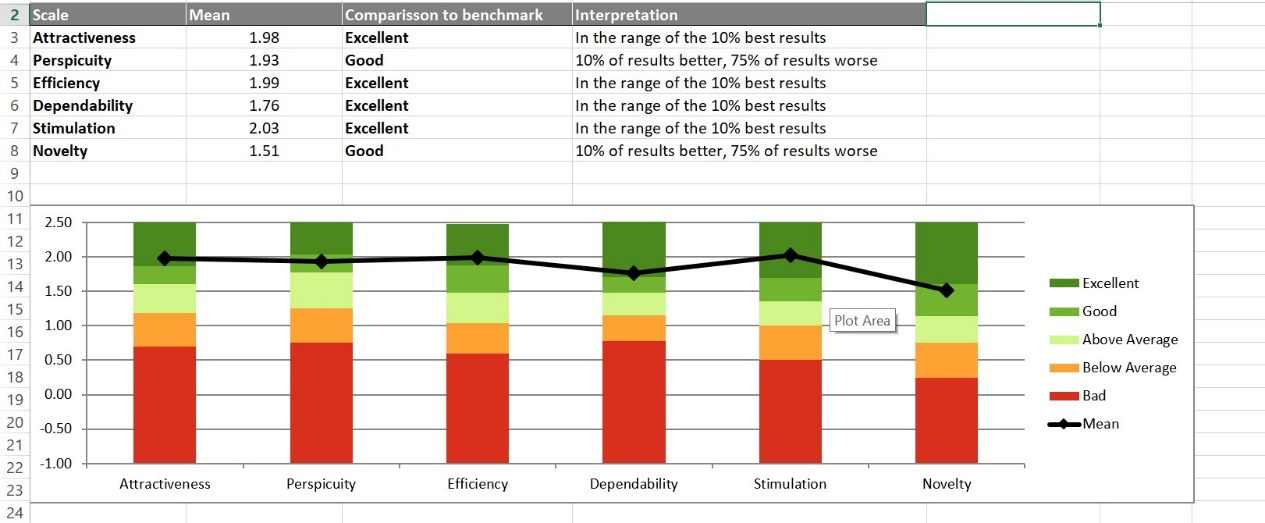 2 Scale Mean Comparisson to benchmark Interpretation
3 Attractiveness 1.98 Excellent In the range of the 10% best results
4 Perspicuity 1.93 Good 10% of results better, 75% of results worse
5 Efficiency 1.99 Excellent In the range of the 10% best results
6 Dependability 1.76 Excellent In the range of the 10% best results
7 Stimulation 2.03 Excellent In the range of the 10% best results
8 Novelty 1.51 Good 10% of results better, 75% of results worse
9
10
11
12
13
14
15
16
17
18
19
20
21
22
23
24
2.50
2.00
1.50
1.00
0.50
0.00
-0.50
-1.00
Attractiveness Perspicuity Efficiency Dependability Stimulation Novelty
Plot Area
Excellent
Good
Above Average
Below Average
Bad
Mean